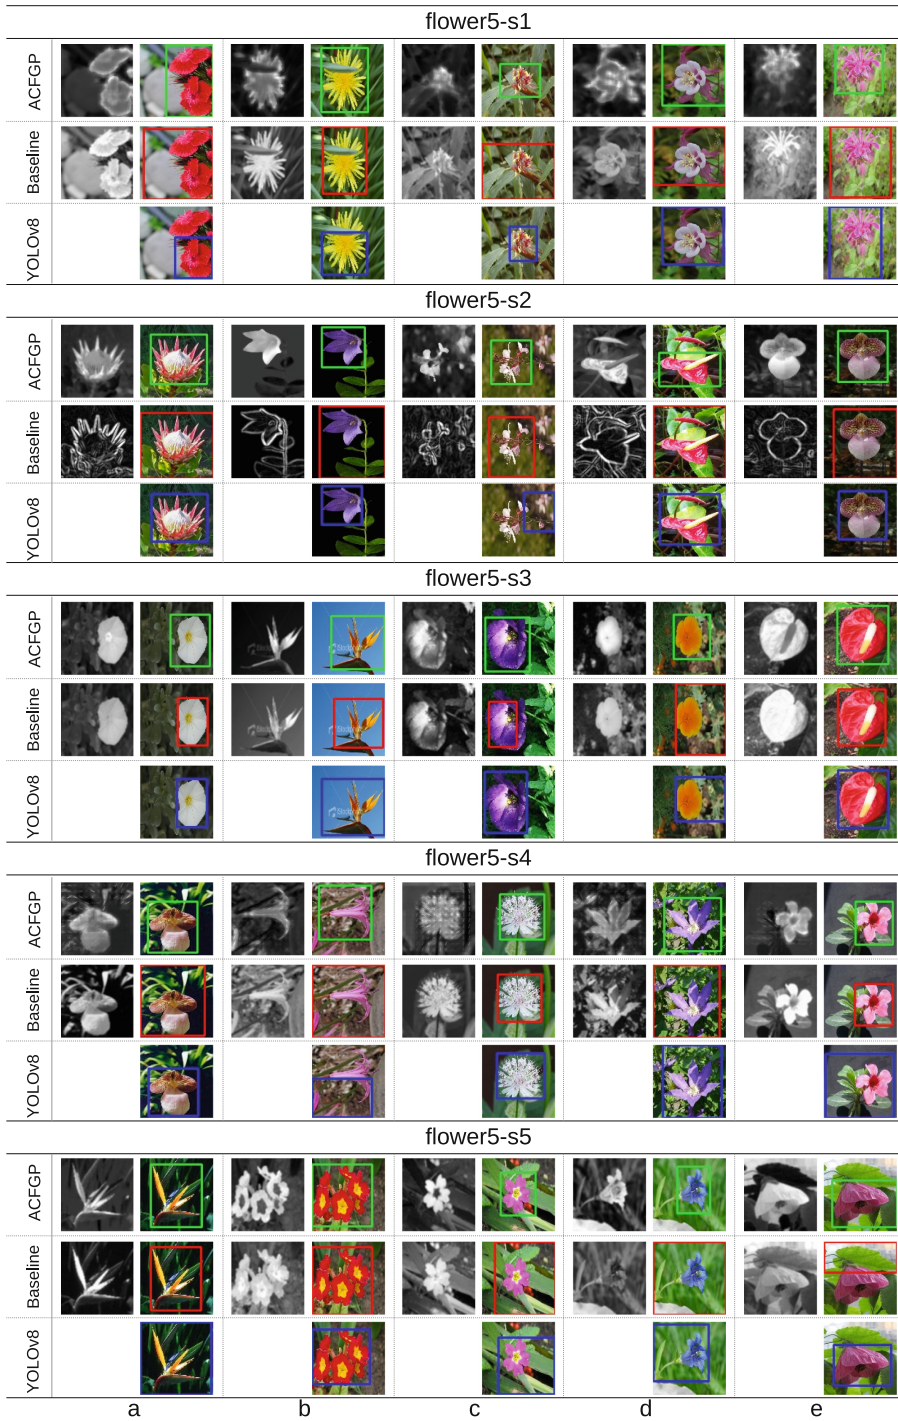 flower5-s1
ACFGP
Baseline
YOLOv8
flower5-s2
ACFGP
Baseline
YOLOv8
flower5-s3
ACFGP
Baseline
YOLOv8
flower5-s4
ACFGP
Baseline
YOLOv8
flower5-s5
ACFGP
Baseline
YOLOv8
a b c d e